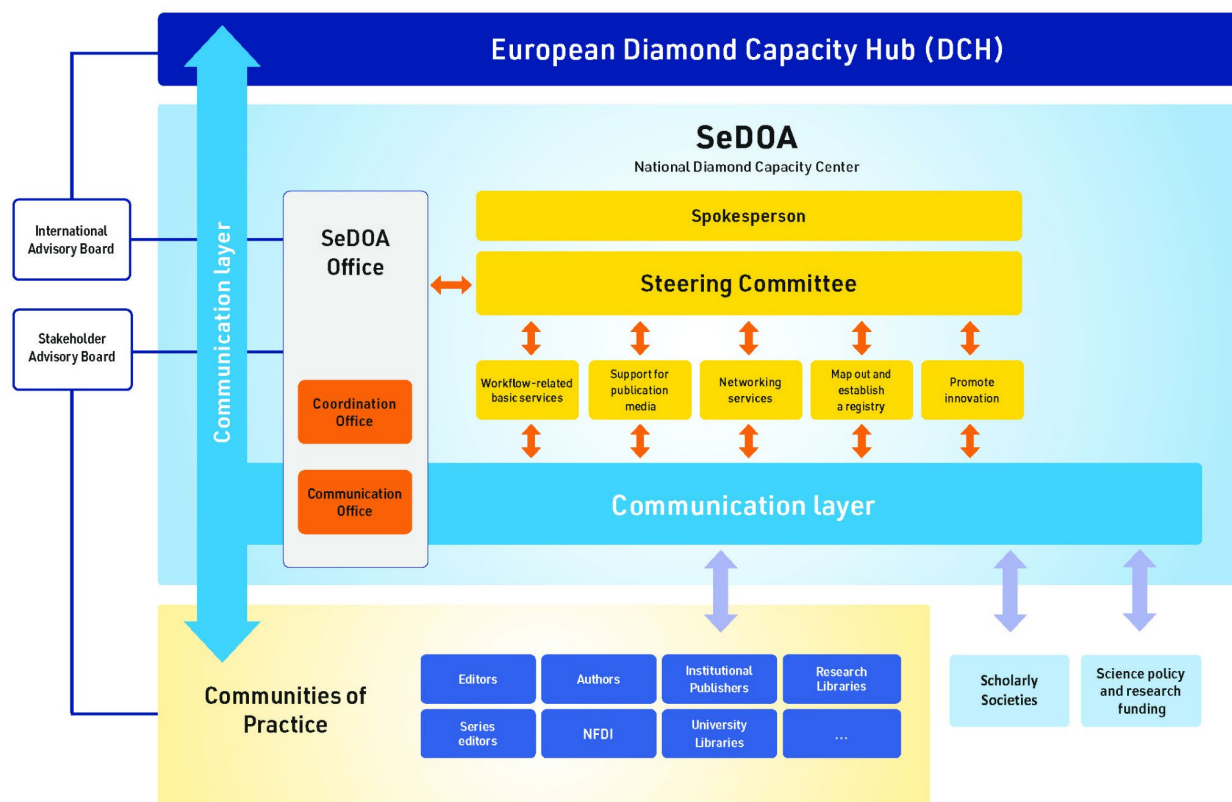 European Diamond Capacity Hub (DCH)
SeDOA
National Diamond Capacity Center
International
Advisory Board
Stakeholder
Advisory Board
Communication layer
SeDOA
Office
Coordination
Office
Communication
Office
Spokesperson
Steering Committee
Workflow-related
basic services
Support for
publication
media
Networking
services
Map out and
establish
a registry
Promote
innovation
Communication layer
Communities of
Practice
Editors
Authors
Institutional
Publishers
Research
Libraries
Series
editors
NFDI
University
Libraries
...
Scholarly
Societies
Science policy
and research
funding